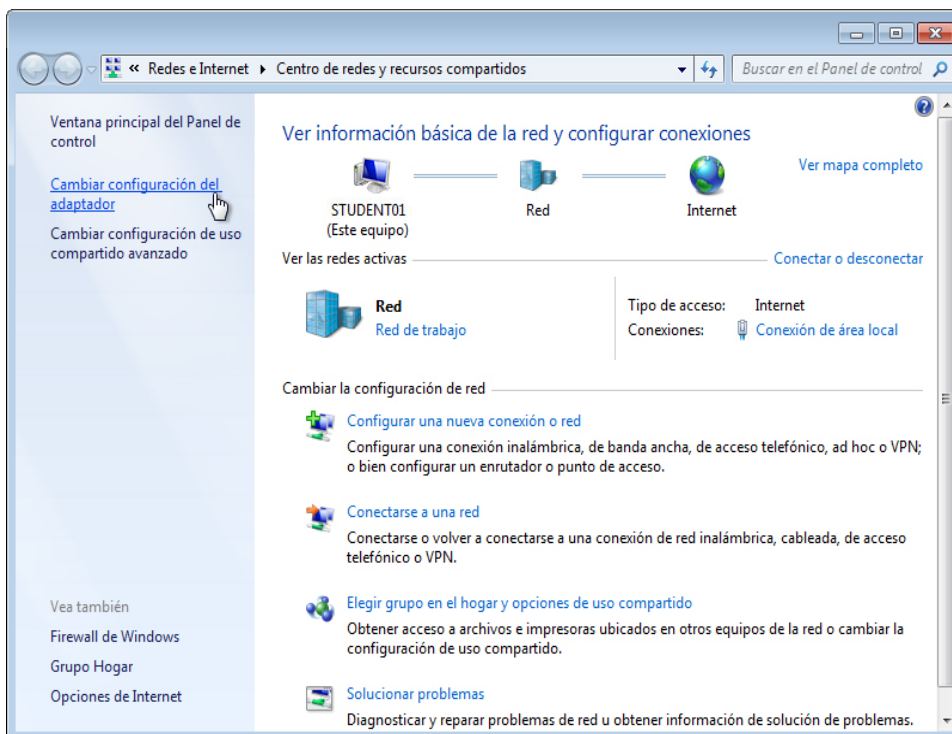 « Redes e Internet ▸ Centro de redes y recursos compartidos
Buscar en el Panel de control
Ventana principal del Panel de
control
Cambiar configuración del
adaptador
Cambiar configuración de uso
compartido avanzado
Vea también
Firewall de Windows
Grupo Hogar
Opciones de Internet
Ver información básica de la red y configurar conexiones
Ver mapa completo
STUDENT01
(Este equipo)
Red
Internet
Ver las redes activas
Conectar o desconectar
Red
Red de trabajo
Tipo de acceso: Internet
Conexiones: Conexión de área local
Cambiar la configuración de red
Configurar una nueva conexión o red
Configurar una conexión inalámbrica, de banda ancha, de acceso telefónico, ad hoc o VPN;
o bien configurar un enrutador o punto de acceso.
Conectarse a una red
Conectarse o volver a conectarse a una conexión de red inalámbrica, cableada, de acceso
telefónico o VPN.
Elegir grupo en el hogar y opciones de uso compartido
Obtener acceso a archivos e impresoras ubicados en otros equipos de la red o cambiar la
configuración de uso compartido.
Solucionar problemas
Diagnosticar y reparar problemas de red u obtener información de solución de problemas.